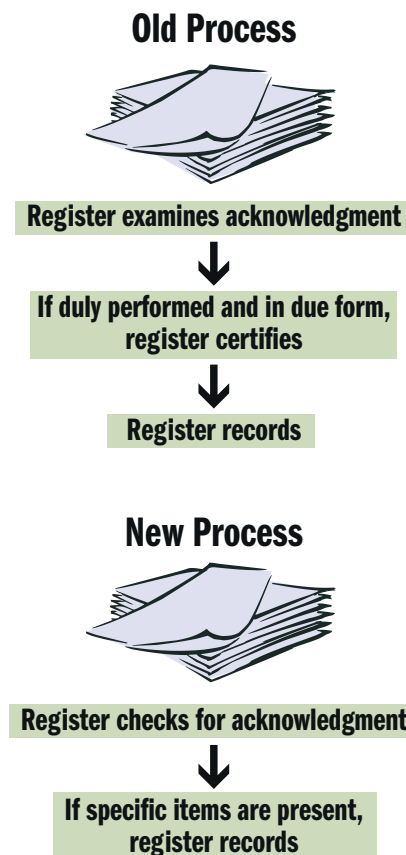 Old Process
Register examines acknowledgment
If duly performed and in due form,
register certifies
Register records
New Process
Register checks for acknowledgment
If specific items are present,
register records